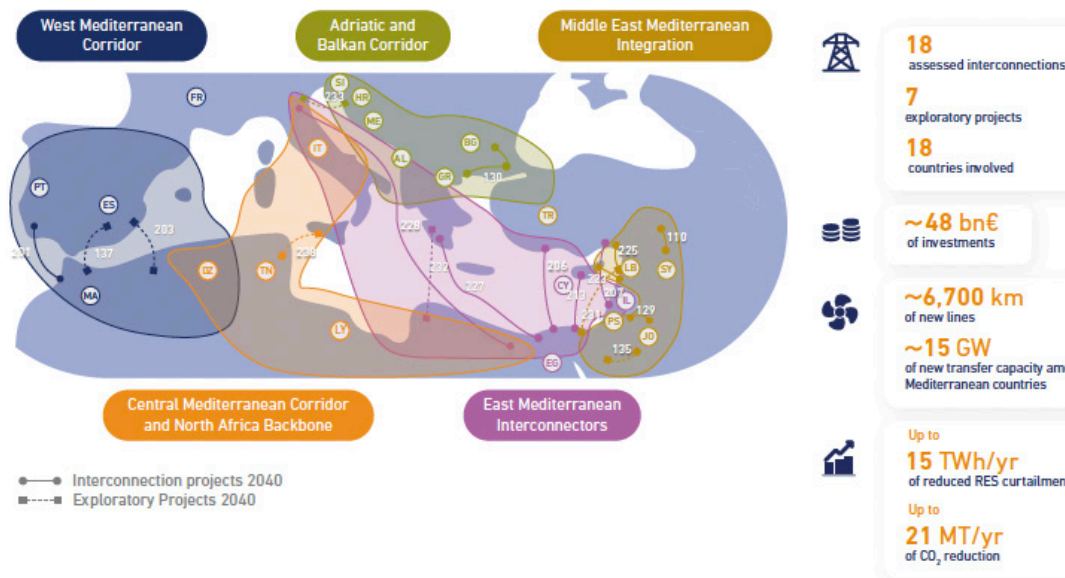 West Mediterranean
Corridor
Adriatic and
Balkan Corridor
Middle East Mediterranean
Integration
FR
SI
HR
233
ME
IT
AL
BG
GR
130
TR
PT
ES
203
137
MA
DZ
TN
LY
228
232
227
206
CY
213
225
LB
110
SY
IL
PS
129
JO
135
EG
Central Mediterranean Corridor
and North Africa Backbone
East Mediterranean
Interconnectors
Interconnection projects 2040
Exploratory Projects 2040
18
assessed interconnections
7
exploratory projects
18
countries involved
~48 bn€
of investments
~6,700 km
of new lines
~15 GW
of new transfer capacity
Mediterranean countries
Up to
15 TWh/yr
of reduced RES
Up to
21 MT/yr
of CO₂ reduction